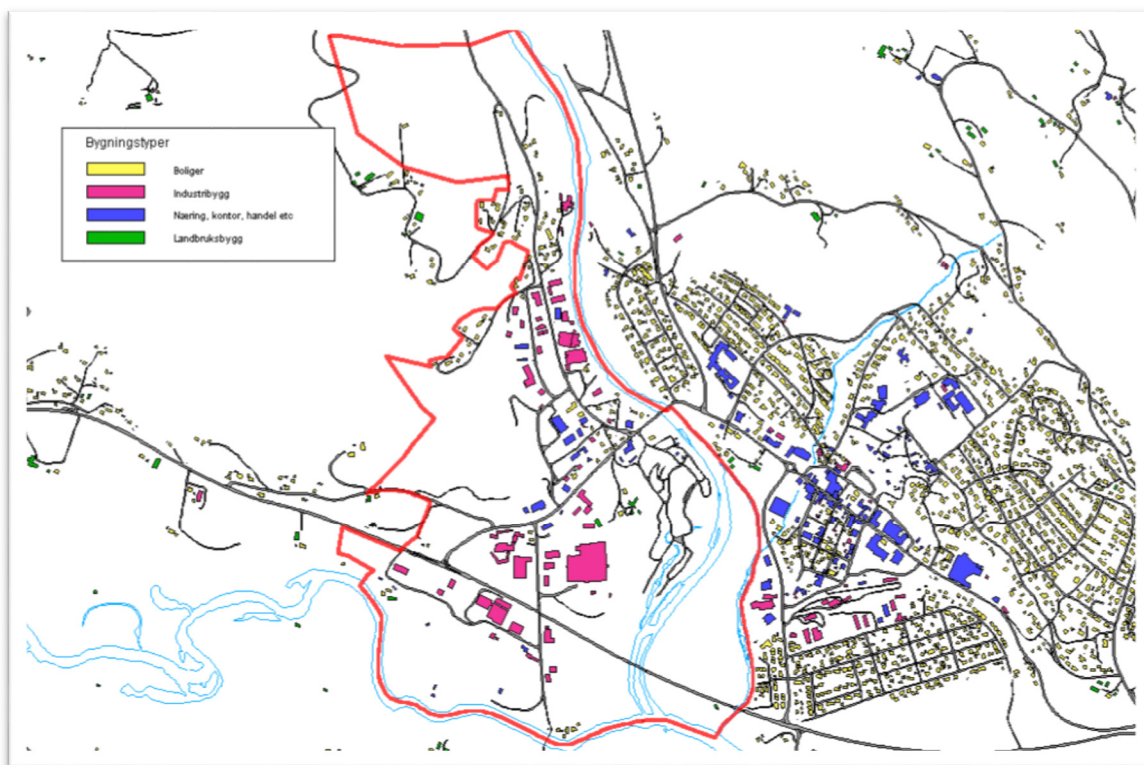 Bygningstyper
Boliger
Industribygg
Næring, kontor, handel etc
Landbruksbygg